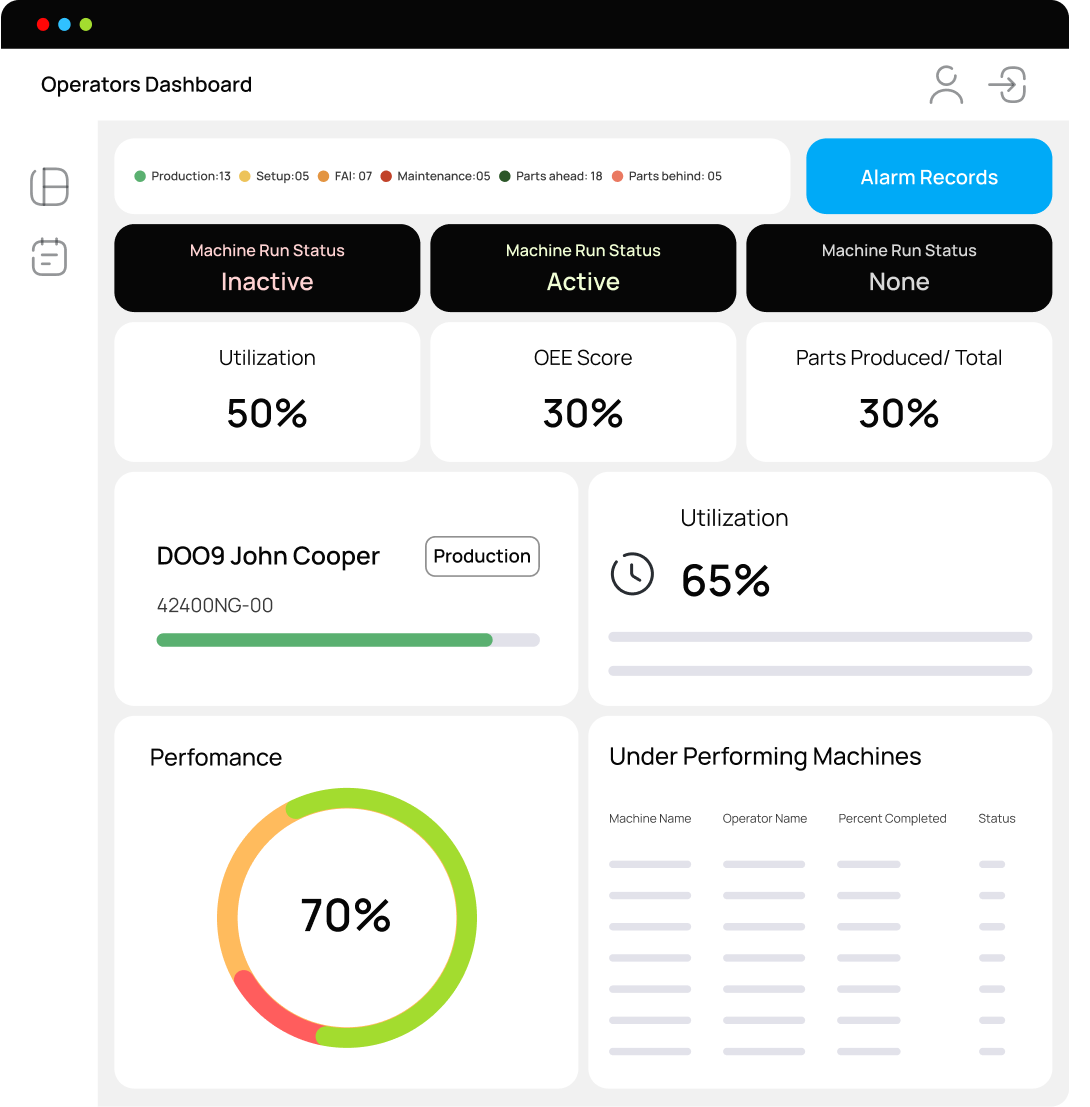 Operators Dashboard
Production:13 Setup:05 FAI: 07 Maintenance:05 Parts ahead: 18 Parts behind: 05
Alarm Records
Machine Run Status
Inactive
Machine Run Status
Active
Machine Run Status
None
Utilization
50%
OEE Score
30%
Parts Produced/ Total
30%
DOO9 John Cooper
Production
42400NG-00
Utilization
65%
Perfomance
70%
Under Performing Machines
Machine Name Operator Name Percent Completed Status